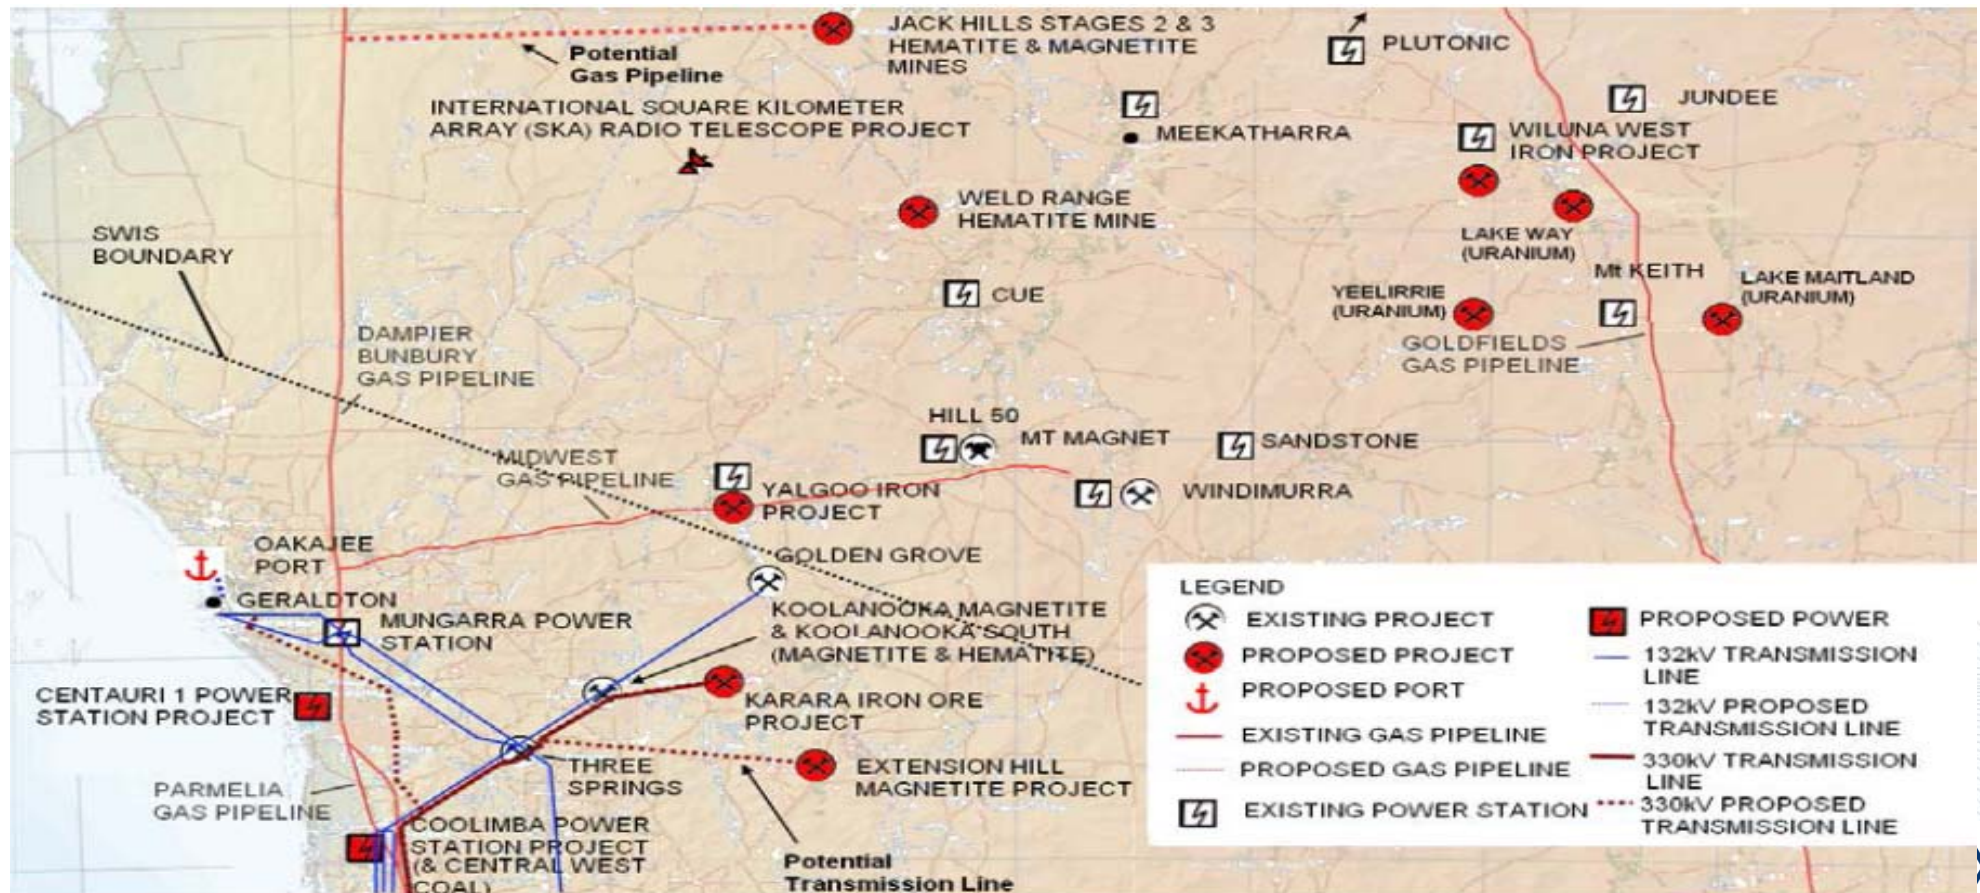 JACK HILLS STAGES 2 & 3
HEMATITE & MAGNETITE
MINES
Potential
Gas Pipeline
PLUTONIC
INTERNATIONAL SQUARE KILOMETER
ARRAY (SKA) RADIO TELESCOPE PROJECT
MEEKATHARRA
JUNDEE
WILUNA WEST
IRON PROJECT
WELD RANGE
HEMATITE MINE
SWIS
BOUNDARY
LAKE WAY
(URANIUM)
Mt KEITH
LAKE MAITLAND
(URANIUM)
CUE
YEELIRRIE
(URANIUM)
DAMPIER
BUNBURY
GAS PIPELINE
GOLDFIELDS
GAS PIPELINE
HILL 50
MT MAGNET
SANDSTONE
MIDWEST
GAS PIPELINE
YALGOO IRON
PROJECT
WINDIMURRA
OAKAJEE
PORT
GOLDEN GROVE
GERALDTON
MUNGARRA POWER
STATION
KOOLANOOKA MAGNETITE
& KOOLANOOKA SOUTH
(MAGNETITE & HEMATITE)
CENTAURI 1 POWER
STATION PROJECT
KARARA IRON ORE
PROJECT
THREE
SPRINGS
EXTENSION HILL
MAGNETITE PROJECT
PARMELIA
GAS PIPELINE
COOLIMBA POWER
STATION PROJECT
(& CENTRAL WEST
COAL)
Potential
Transmission Line
LEGEND
EXISTING PROJECT
PROPOSED PROJECT
PROPOSED PORT
EXISTING GAS PIPELINE
PROPOSED GAS PIPELINE
EXISTING POWER STATION
PROPOSED POWER
132kV TRANSMISSION
LINE
132kV PROPOSED
TRANSMISSION LINE
330kV TRANSMISSION
LINE
330kV PROPOSED
TRANSMISSION LINE